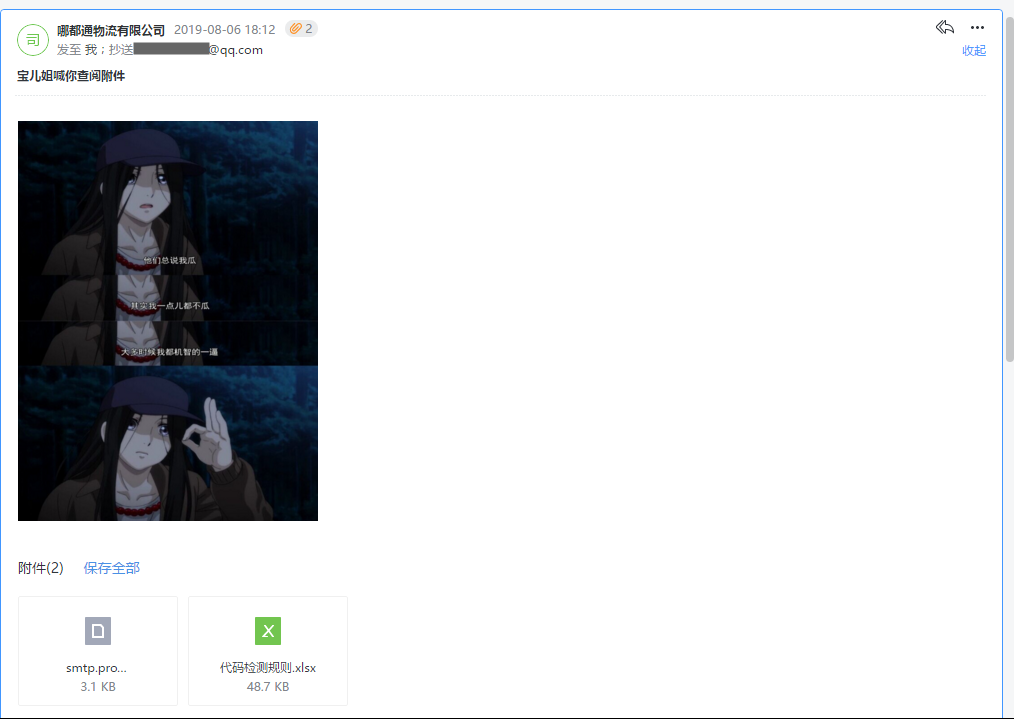 司
哪都通物流有限公司 2019-08-06 18:12 2
发至 我；抄送 @qq.com
收起
宝儿姐喊你查阅附件
他们总说我瓜
其实我一点儿都不瓜
大多时候我都机智的一逼
附件(2) 保存全部
smtp.pro...
3.1 KB
代码检测规则.xlsx
48.7 KB